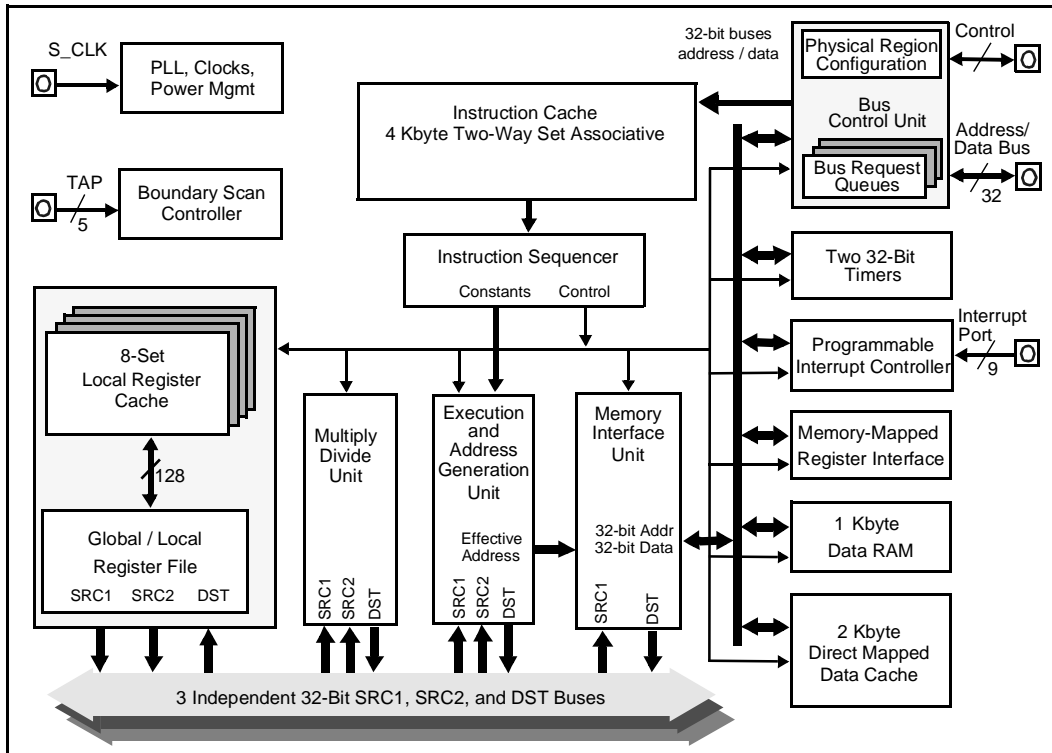 S_CLK
PLL, Clocks,
Power Mgmt
TAP
5
Boundary Scan
Controller
8-Set
Local Register
Cache
128
Global / Local
Register File
SRC1 SRC2 DST
Instruction Cache
4 Kbyte Two-Way Set Associative
Instruction Sequencer
Constants Control
Multiply
Divide
Unit
SRC1
SRC2
DST
Execution
and
Address
Generation
Unit
Effective
Address
SRC1
SRC2
DST
Memory
Interface
Unit
32-bit Addr
32-bit Data
SRC1
DST
3 Independent 32-Bit SRC1, SRC2, and DST Buses
32-bit buses
address / data
Physical Region
Configuration
Bus
Control Unit
Bus Request
Queues
Control
Address/
Data Bus
32
Two 32-Bit
Timers
Programmable
Interrupt Controller
Interrupt
Port
9
Memory-Mapped
Register Interface
1 Kbyte
Data RAM
2 Kbyte
Direct Mapped
Data Cache